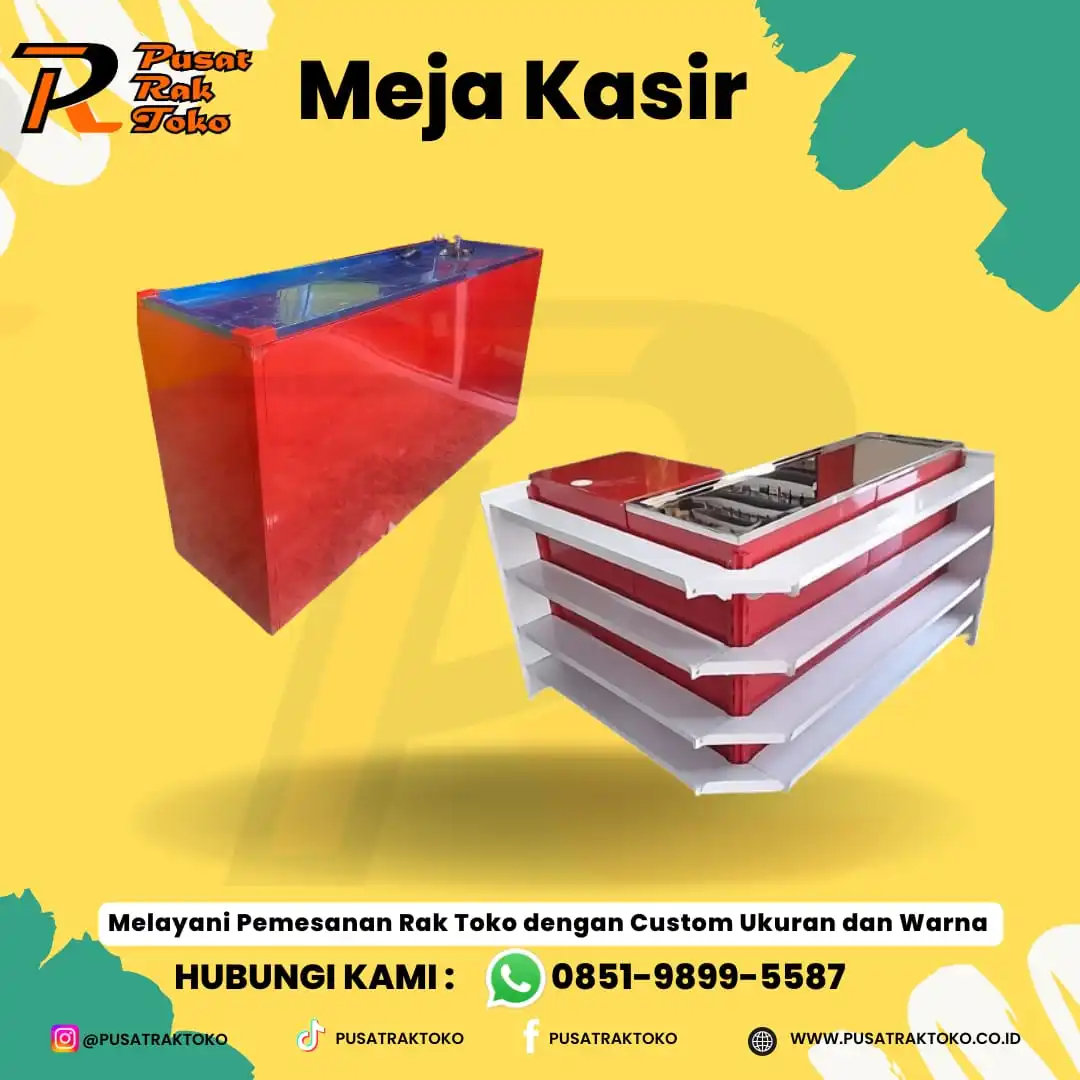 Pusat
Rak
Toko
Meja Kasir
Melayani Pemesanan Rak Toko dengan Custom Ukuran dan Warna
HUBUNGI KAMI : 0851-9899-5587
@PUSATRAKTOKO PUSATRAKTOKO PUSATRAKTOKO WWW.PUSATRAKTOKO.CO.ID